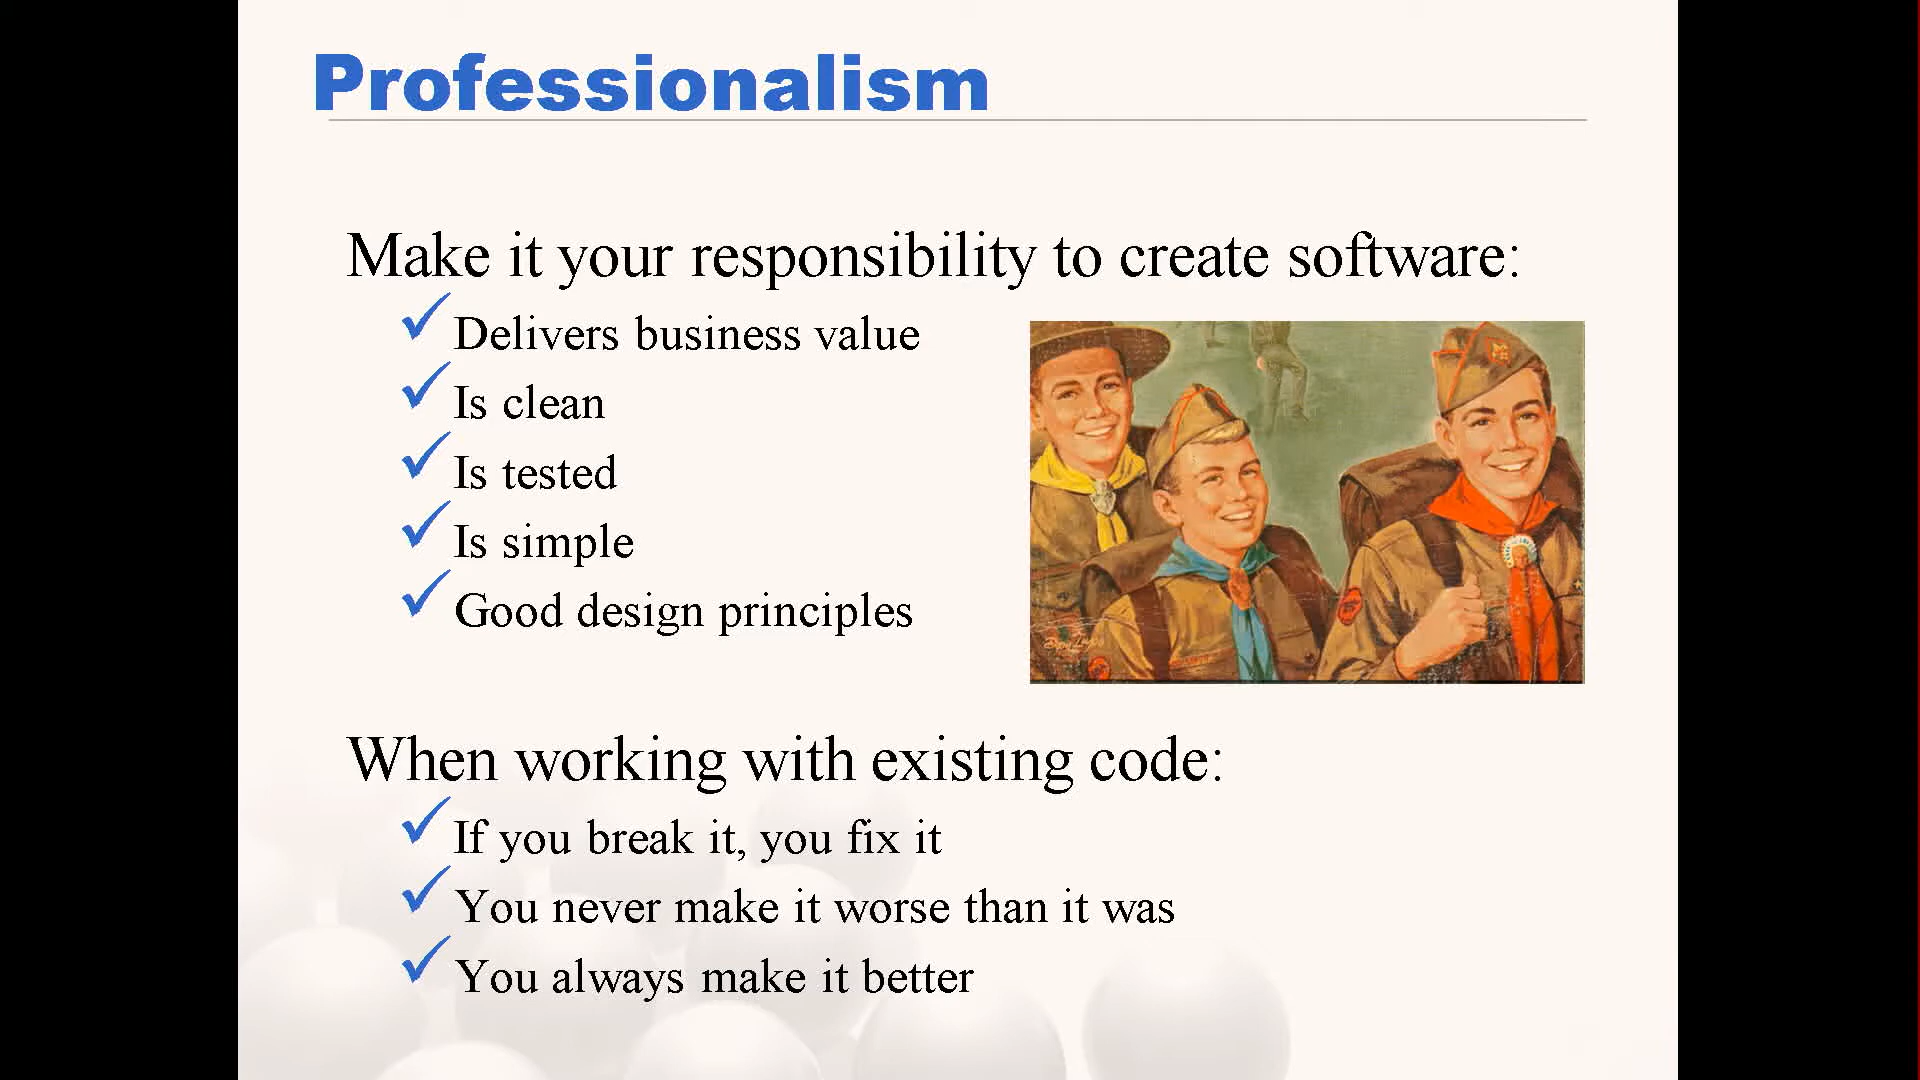 Professionalism
Make it your responsibility to create software:
Delivers business value
Is clean
Is tested
Is simple
Good design principles
When working with existing code:
If you break it, you fix it
You never make it worse than it was
You always make it better